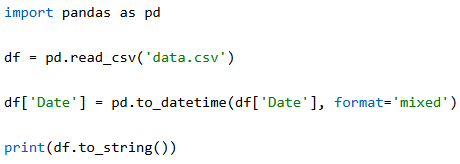 import pandas as pd
df = pd.read_csv('data.csv')
df['Date'] = pd.to_datetime(df['Date'], format='mixed')
print(df.to_string())